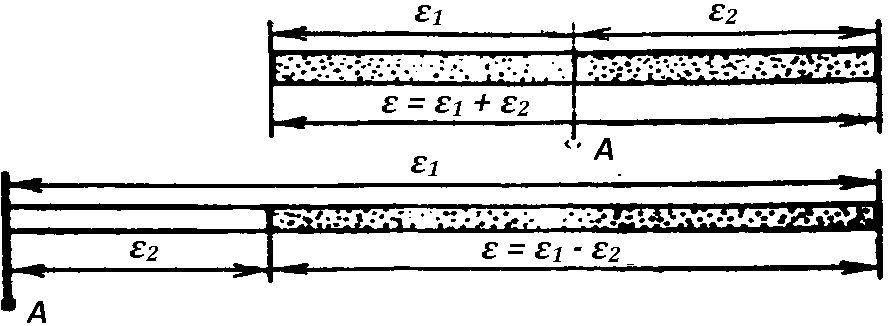 ε₁ ε₂
ε = ε₁ + ε₂
A
ε₁
ε₂ ε = ε₁ - ε₂
A